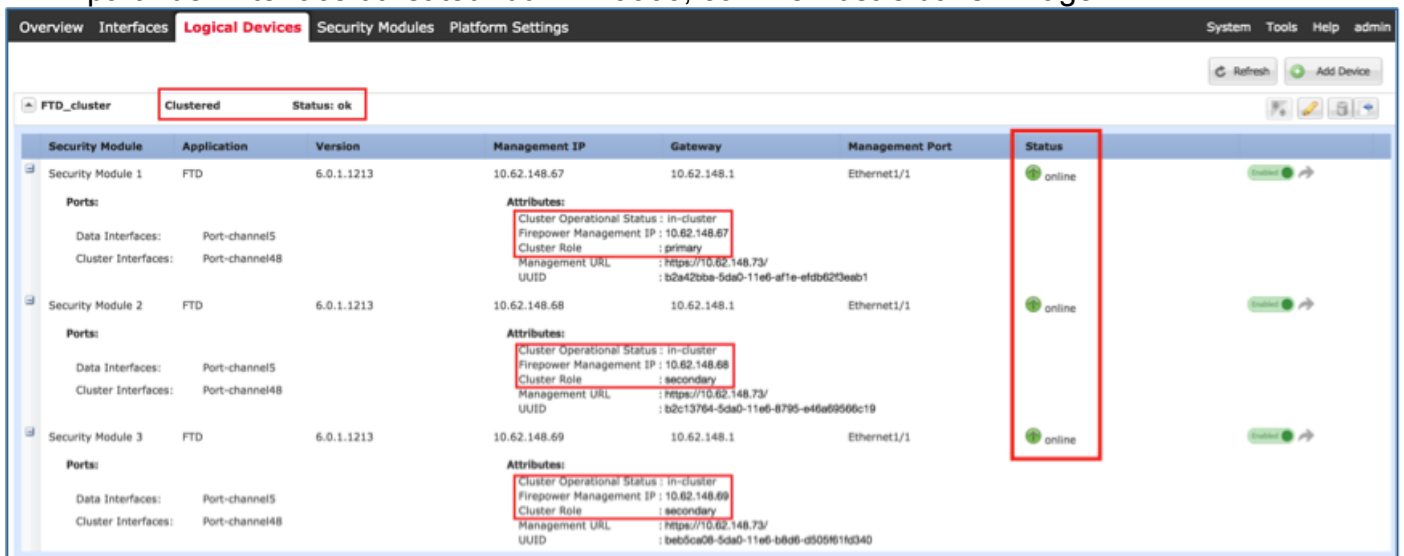 Overview Interfaces Logical Devices Security Modules Platform Settings System Tools Help admin
Refresh Add Device
FTD_cluster Clustered Status: ok
Security Module Application Version Management IP Gateway Management Port Status
Security Module 1 FTD 6.0.1.1213 10.62.148.67 10.62.148.1 Ethernet1/1 online Enabled
Ports: Attributes:
Cluster Operational Status : in-cluster
Data Interfaces: Port-channel5 Firepower Management IP : 10.62.148.67
Cluster Interfaces: Port-channel48 Cluster Role : primary
Management URL : https://10.62.148.73/
UUID : b2a42bba-5da0-11e6-af1e-efdb62f3eab1
Security Module 2 FTD 6.0.1.1213 10.62.148.68 10.62.148.1 Ethernet1/1 online Enabled
Ports: Attributes:
Cluster Operational Status : in-cluster
Data Interfaces: Port-channel5 Firepower Management IP : 10.62.148.68
Cluster Interfaces: Port-channel48 Cluster Role : secondary
Management URL : https://10.62.148.73/
UUID : b2c13764-5da0-11e6-8795-e46a69566c19
Security Module 3 FTD 6.0.1.1213 10.62.148.69 10.62.148.1 Ethernet1/1 online Enabled
Ports: Attributes:
Cluster Operational Status : in-cluster
Data Interfaces: Port-channel5 Firepower Management IP : 10.62.148.69
Cluster Interfaces: Port-channel48 Cluster Role : secondary
Management URL : https://10.62.148.73/
UUID : beb5ca08-5da0-11e6-b8d6-d505f61fd340